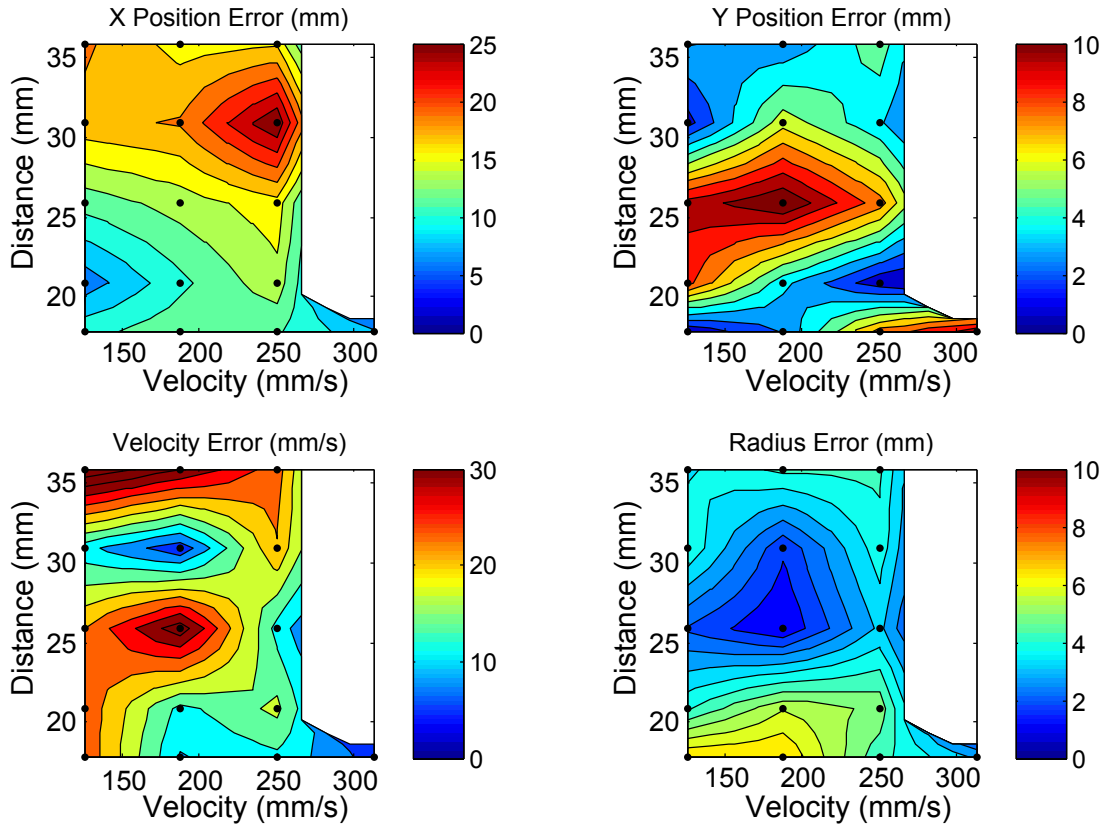 X Position Error (mm)
Y Position Error (mm)
35
30
25
20
Distance (mm)
150 200 250 300
Velocity (mm/s)
25
20
15
10
5
0
35
30
25
20
Distance (mm)
150 200 250 300
Velocity (mm/s)
10
8
6
4
2
0
Velocity Error (mm/s)
Radius Error (mm)
35
30
25
20
Distance (mm)
150 200 250 300
Velocity (mm/s)
30
20
10
0
35
30
25
20
Distance (mm)
150 200 250 300
Velocity (mm/s)
10
8
6
4
2
0